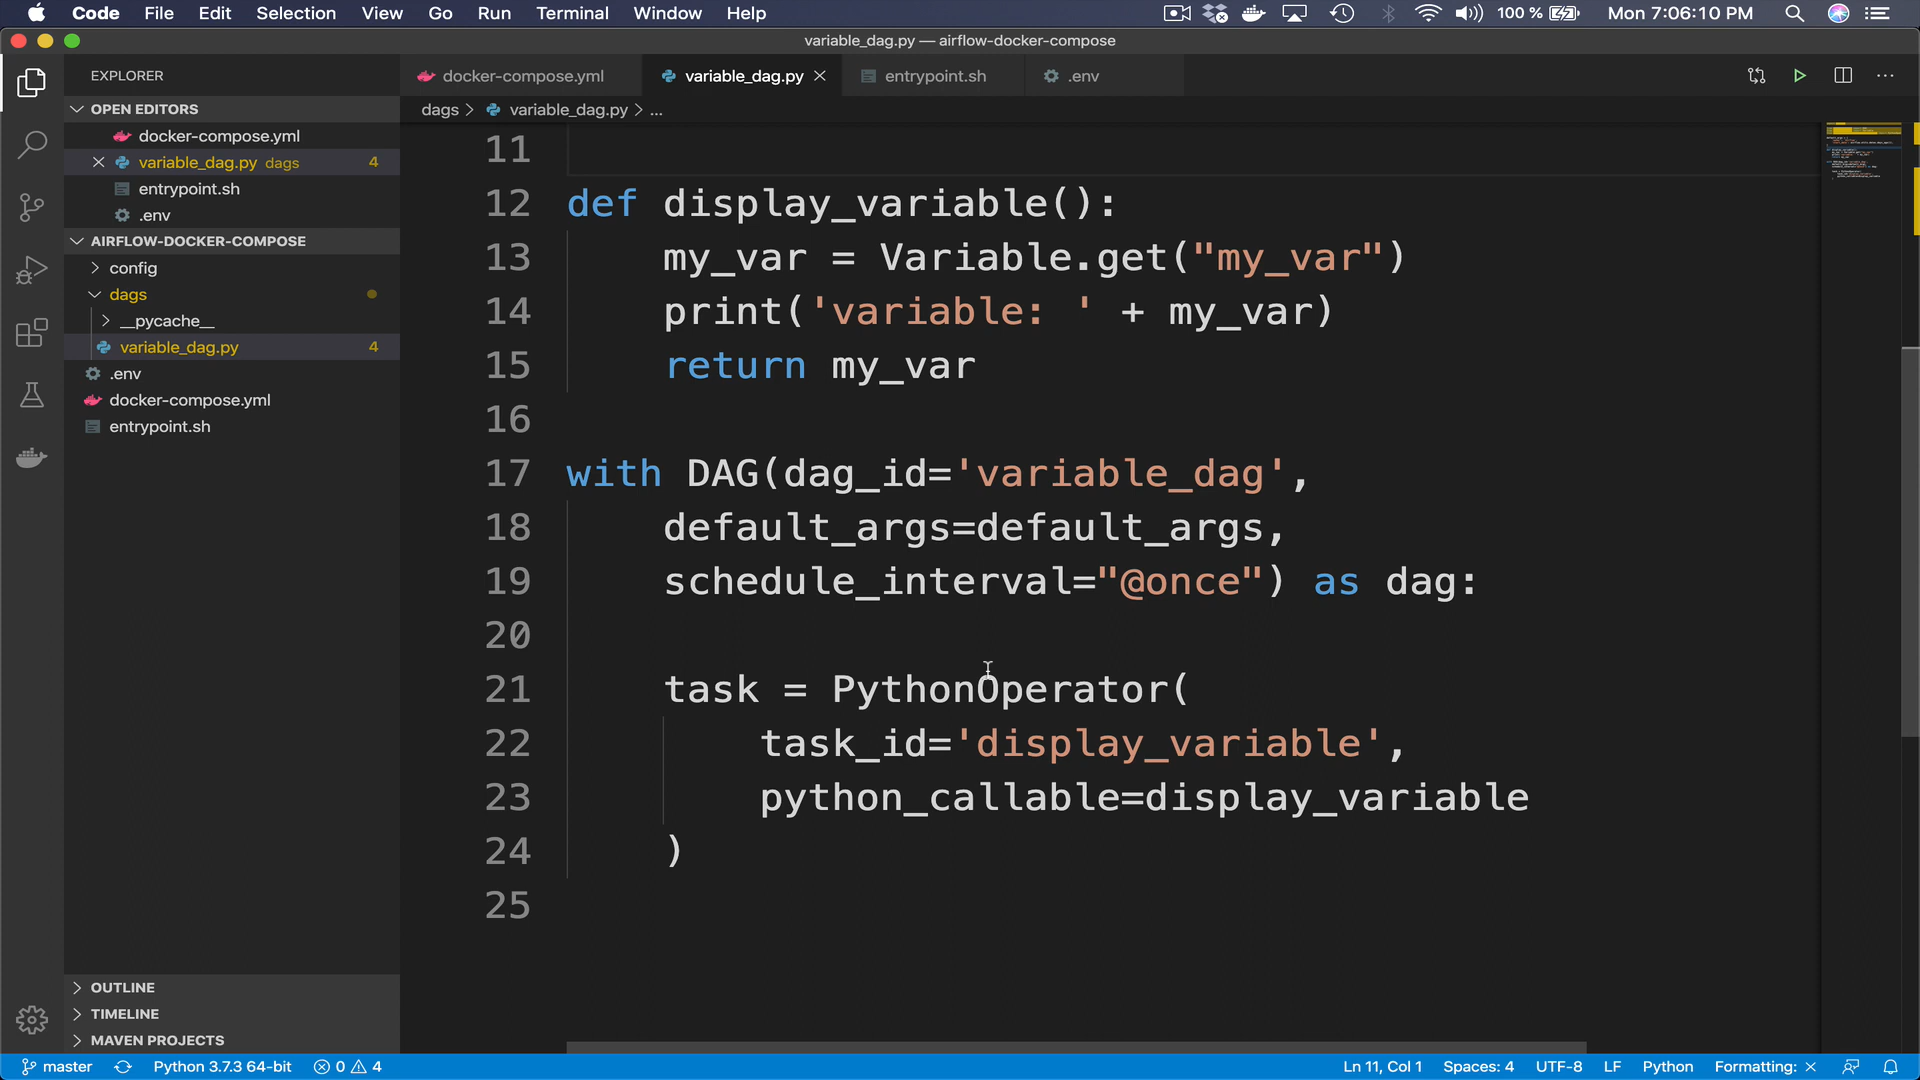 Code File Edit Selection View Go Run Terminal Window Help 100 % Mon 7:06:10 PM
variable_dag.py — airflow-docker-compose
EXPLORER
docker-compose.yml variable_dag.py entrypoint.sh .env
OPEN EDITORS
docker-compose.yml
variable_dag.py dags 4
entrypoint.sh
.env
AIRFLOW-DOCKER-COMPOSE
config
dags
__pycache__
variable_dag.py 4
.env
docker-compose.yml
entrypoint.sh
OUTLINE
TIMELINE
MAVEN PROJECTS
dags > variable_dag.py > ...
11
12 def display_variable():
13 my_var = Variable.get("my_var")
14 print('variable: ' + my_var)
15 return my_var
16
17 with DAG(dag_id='variable_dag',
18 default_args=default_args,
19 schedule_interval="@once") as dag:
20
21 task = PythonOperator(
22 task_id='display_variable',
23 python_callable=display_variable
24 )
25
master Python 3.7.3 64-bit 0 4 Ln 11, Col 1 Spaces: 4 UTF-8 LF Python Formatting: ×